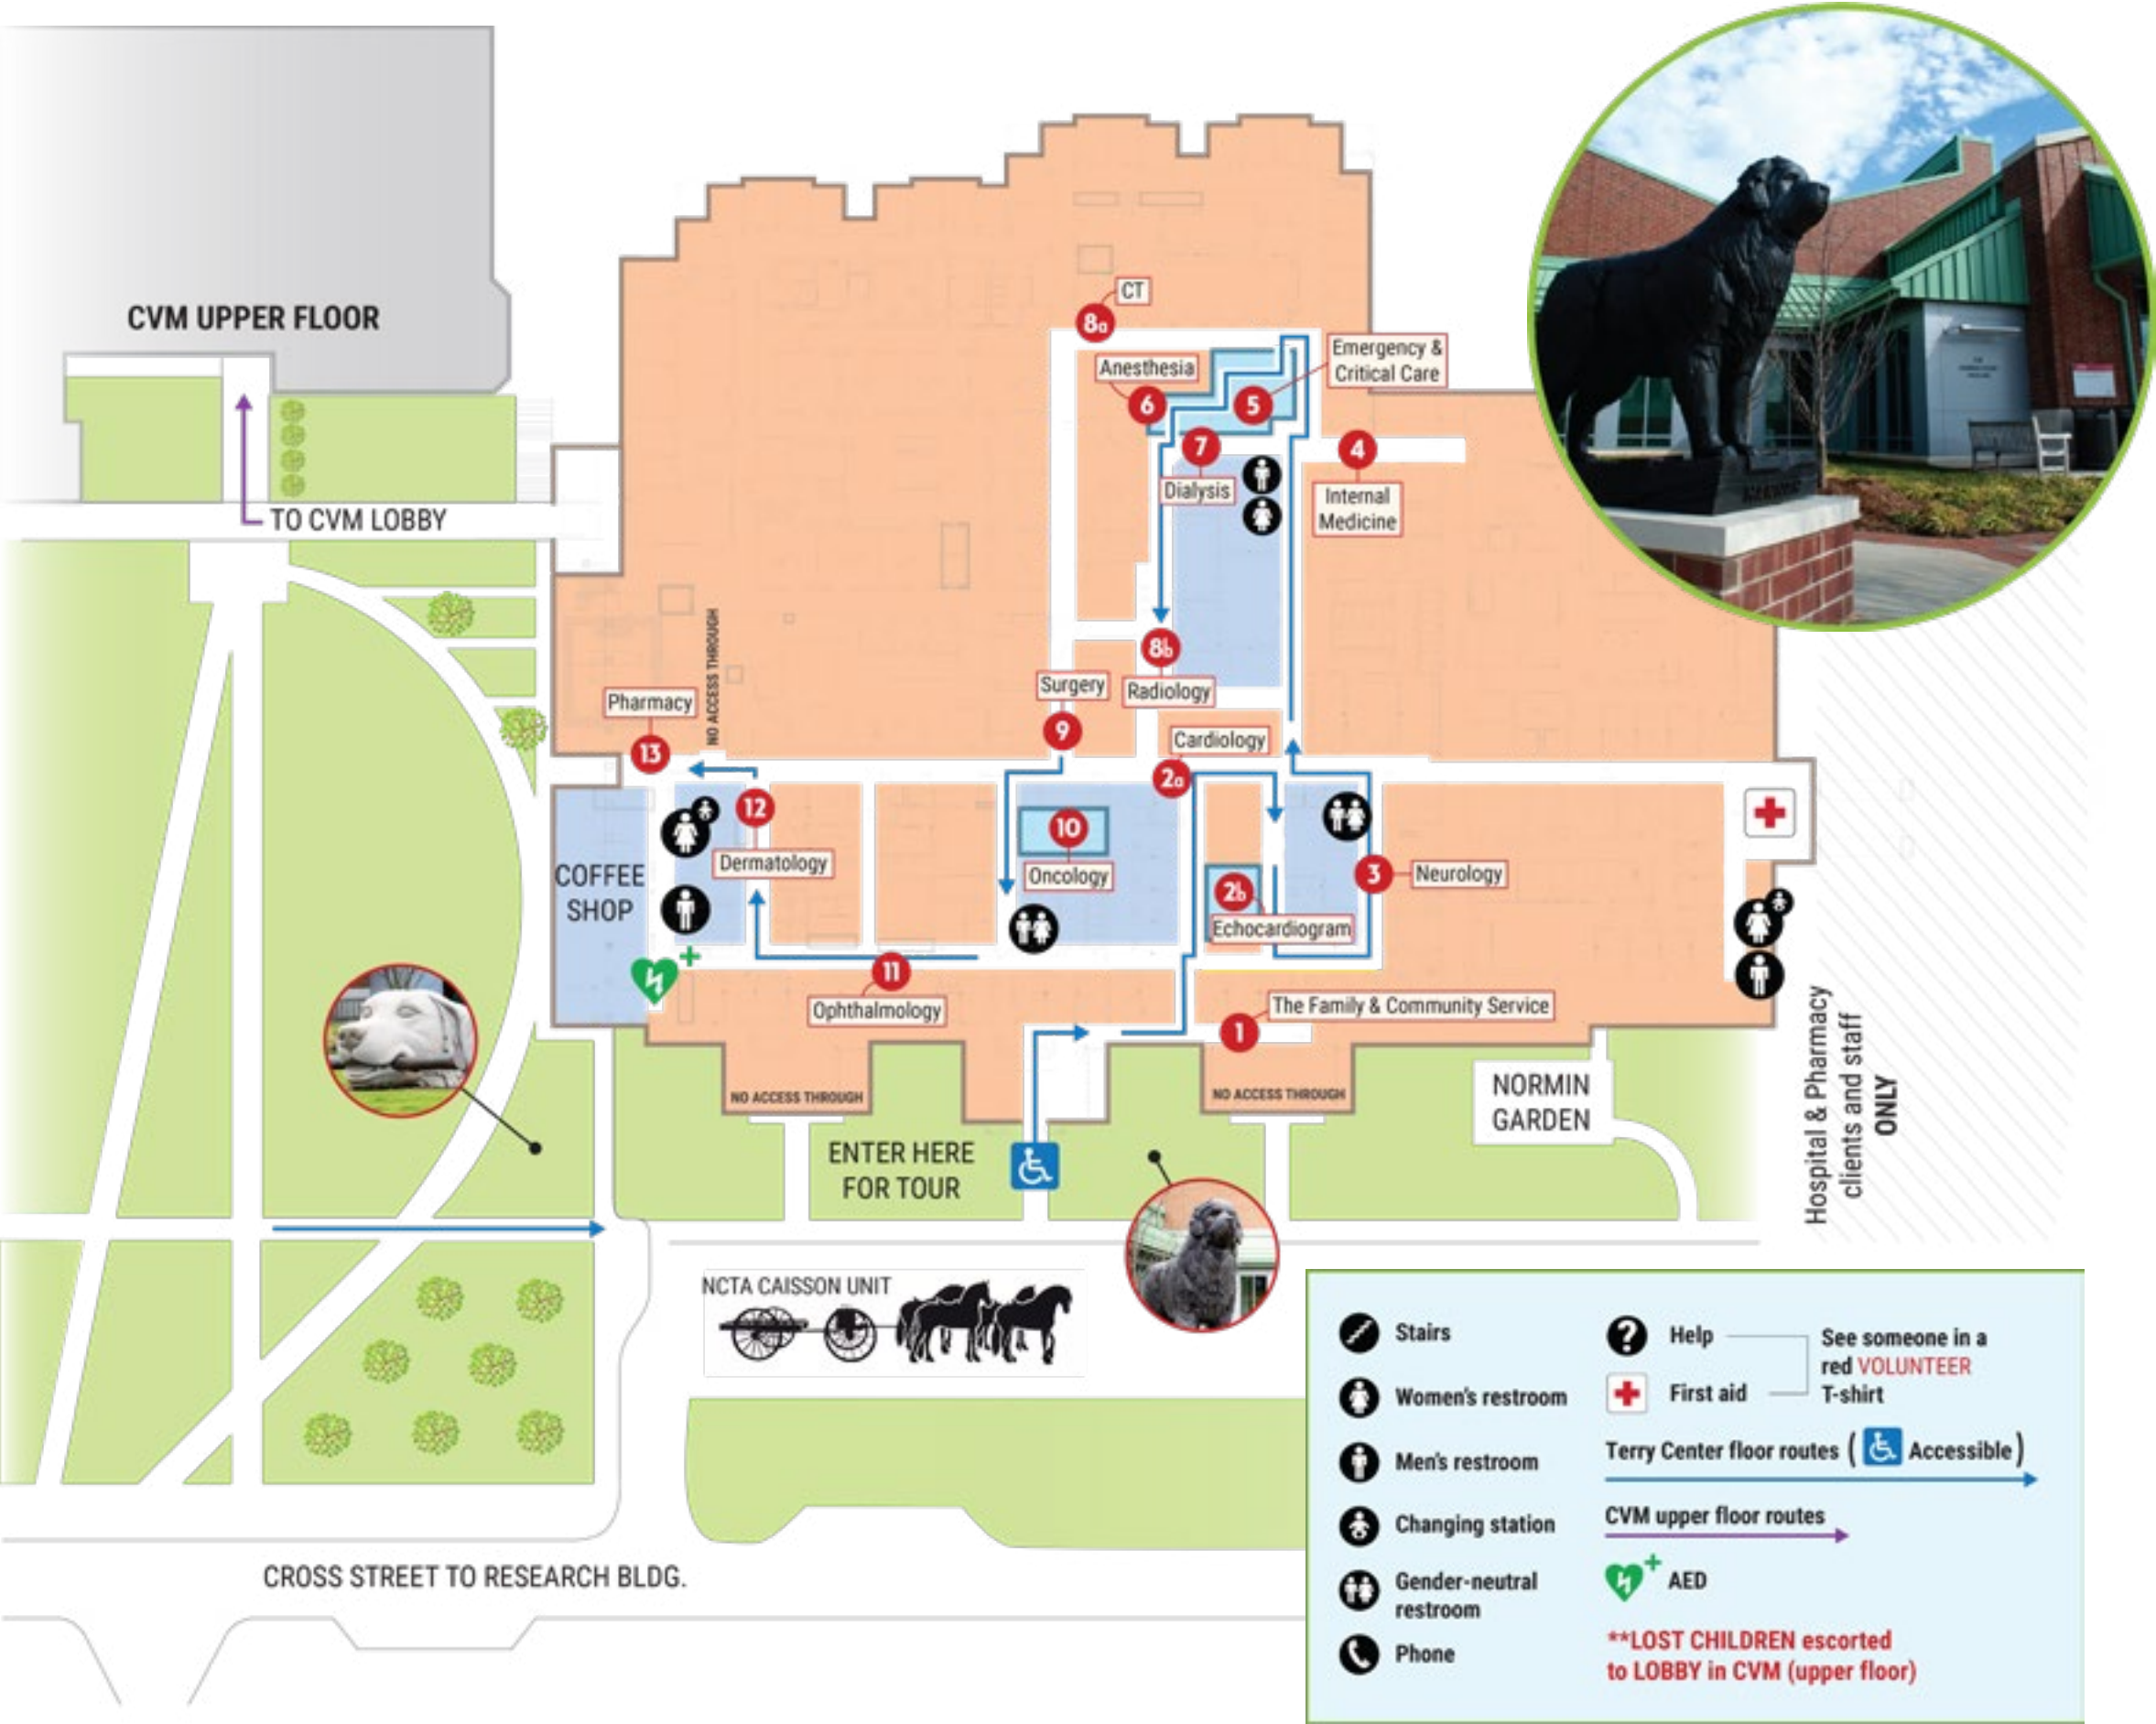 CVM UPPER FLOOR
TO CVM LOBBY
CT
8a
Anesthesia
6
Emergency &
Critical Care
5
7
Dialysis
4
Internal
Medicine
8b
Radiology
Surgery
9
NO ACCESS THROUGH
Pharmacy
13
Cardiology
2a
12
Dermatology
10
Oncology
2b
Echocardiogram
3
Neurology
COFFEE
SHOP
11
Ophthalmology
The Family & Community Service
1
NO ACCESS THROUGH
NO ACCESS THROUGH
NORMIN
GARDEN
Hospital & Pharmacy
clients and staff
ONLY
ENTER HERE
FOR TOUR
NCTA CAISSON UNIT
CROSS STREET TO RESEARCH BLDG.
Stairs
Women's restroom
Men's restroom
Changing station
Gender-neutral
restroom
Phone
? Help
First aid
See someone in a
red VOLUNTEER
T-shirt
Terry Center floor routes ( Accessible )
CVM upper floor routes
AED
**LOST CHILDREN escorted
to LOBBY in CVM (upper floor)